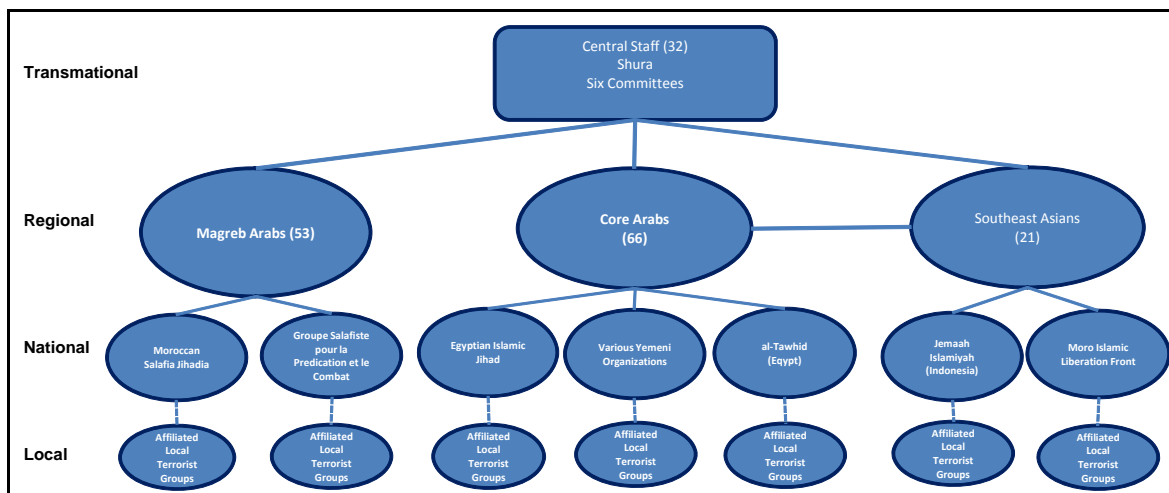 Central Staff (32)
Shura
Six Committees
Transmational
Regional
Magreb Arabs (53)
Core Arabs
(66)
Southeast Asians
(21)
National
Moroccan
Salafia Jihadia
Groupe Salafiste
pour la
Predication et le
Combat
Egyptian Islamic
Jihad
Various Yemeni
Organizations
al-Tawhid
(Eqypt)
Jemaah
Islamiyah
(Indonesia)
Moro Islamic
Liberation Front
Local
Affiliated
Local
Terrorist
Groups
Affiliated
Local
Terrorist
Groups
Affiliated
Local
Terrorist
Groups
Affiliated
Local
Terrorist
Groups
Affiliated
Local
Terrorist
Groups
Affiliated
Local
Terrorist
Groups
Affiliated
Local
Terrorist
Groups